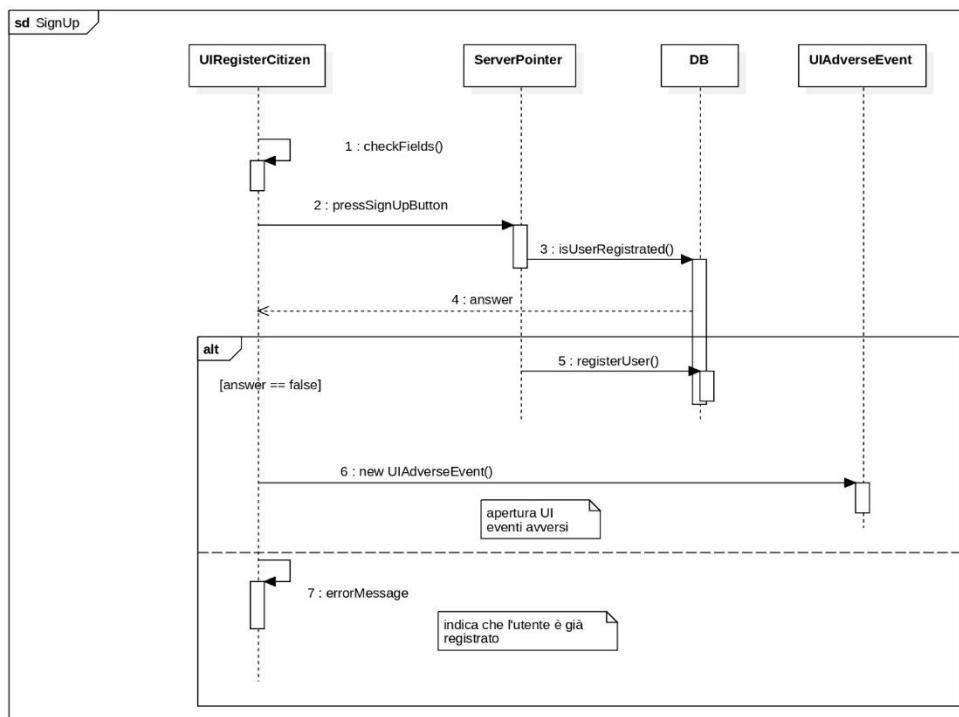 sd SignUp
UIRegisterCitizen
ServerPointer
DB
UIAdverseEvent
1 : checkFields()
2 : pressSignUpButton
3 : isUserRegistrated()
4 : answer
alt
5 : registerUser()
[answer == false]
6 : new UIAdverseEvent()
apertura UI
eventi avversi
7 : errorMessage
indica che l'utente è già
registrato